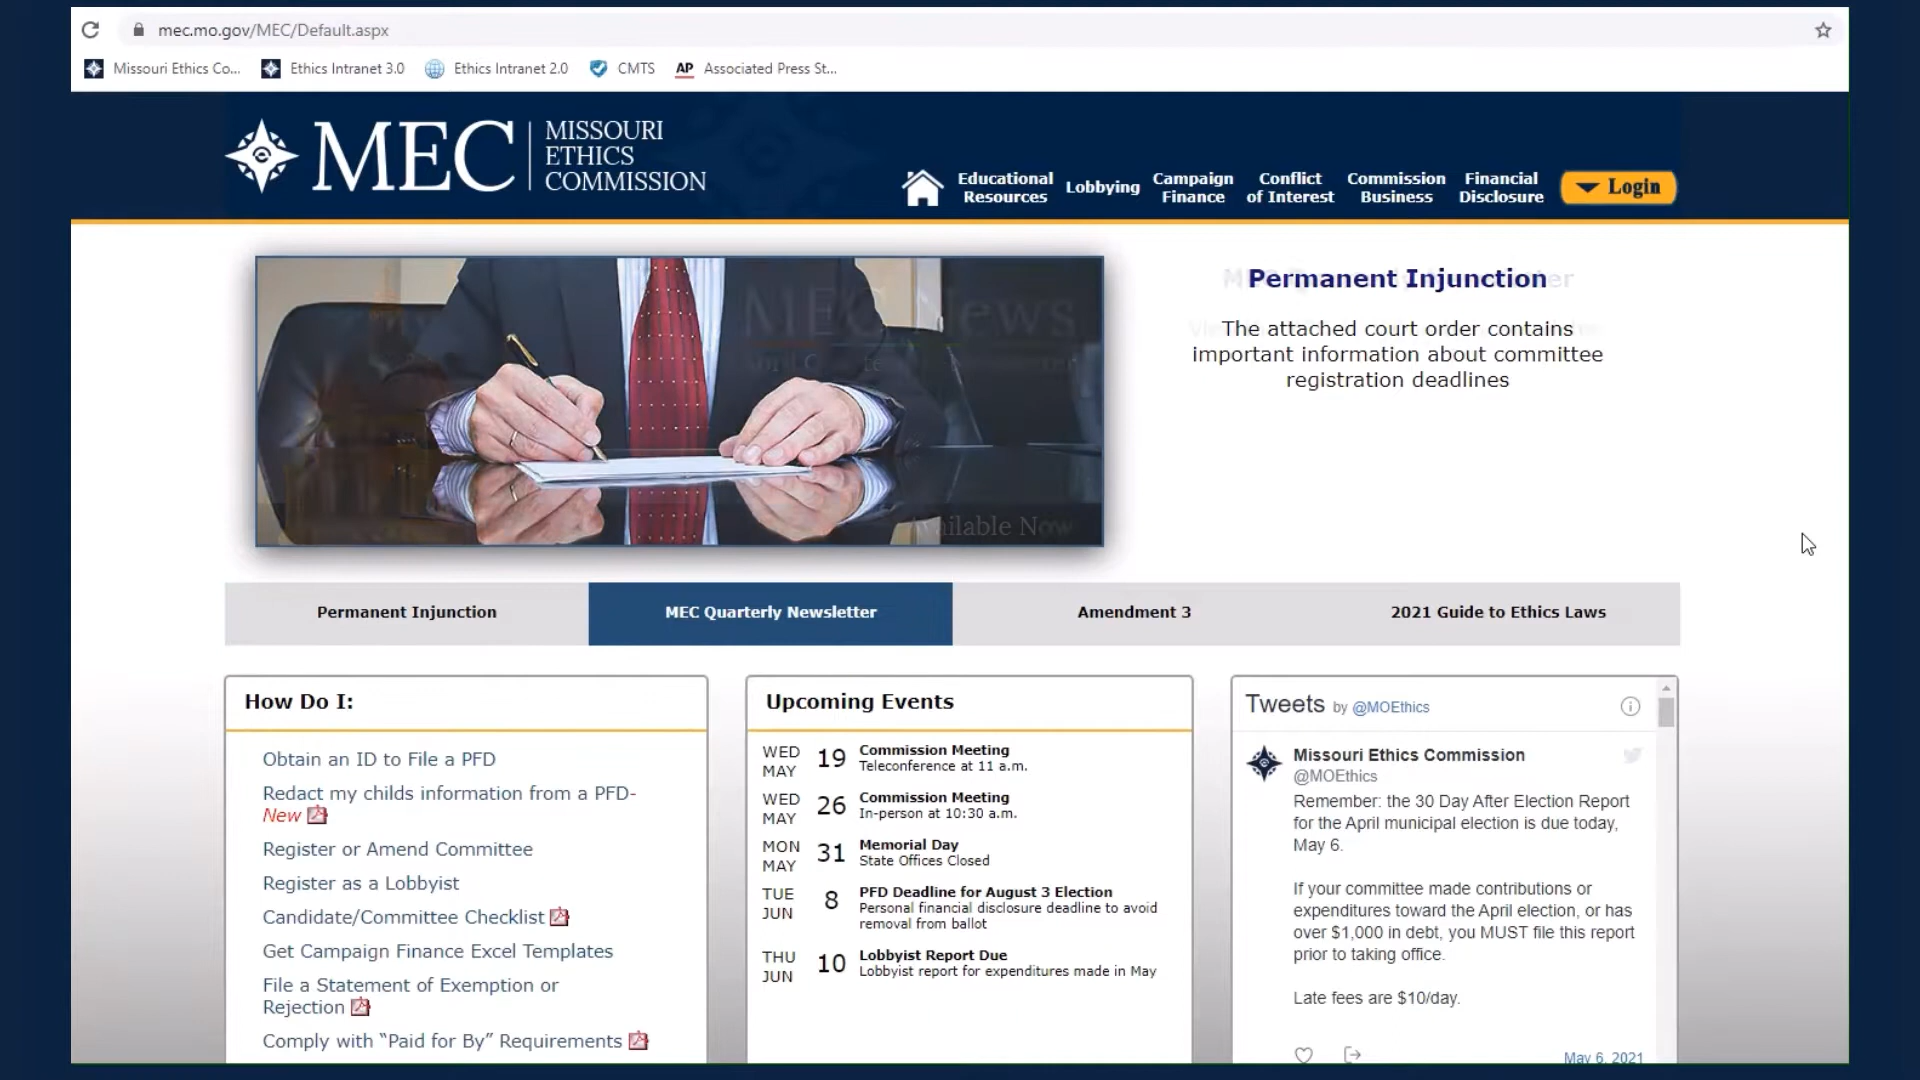 mec.mo.gov/MEC/Default.aspx
Missouri Ethics Co...
Ethics Intranet 3.0
Ethics Intranet 2.0
CMTS
AP
Associated Press St...
MEC
MISSOURI
ETHICS
COMMISSION
Educational
Resources
Lobbying
Campaign
Finance
Conflict
of Interest
Commission
Business
Financial
Disclosure
Login
MEC News
Available Now
Permanent Injunction
The attached court order contains
important information about committee
registration deadlines
Permanent Injunction
MEC Quarterly Newsletter
Amendment 3
2021 Guide to Ethics Laws
How Do I:
Obtain an ID to File a PFD
Redact my childs information from a PFD-
New
Register or Amend Committee
Register as a Lobbyist
Candidate/Committee Checklist
Get Campaign Finance Excel Templates
File a Statement of Exemption or
Rejection
Comply with “Paid for By” Requirements
Upcoming Events
WED
MAY
19
Commission Meeting
Teleconference at 11 a.m.
WED
MAY
26
Commission Meeting
In-person at 10:30 a.m.
MON
MAY
31
Memorial Day
State Offices Closed
TUE
JUN
8
PFD Deadline for August 3 Election
Personal financial disclosure deadline to avoid
removal from ballot
THU
JUN
10
Lobbyist Report Due
Lobbyist report for expenditures made in May
Tweets by @MOEthics
Missouri Ethics Commission
@MOEthics
Remember: the 30 Day After Election Report
for the April municipal election is due today,
May 6.
If your committee made contributions or
expenditures toward the April election, or has
over $1,000 in debt, you MUST file this report
prior to taking office.
Late fees are $10/day.
May 6, 2021